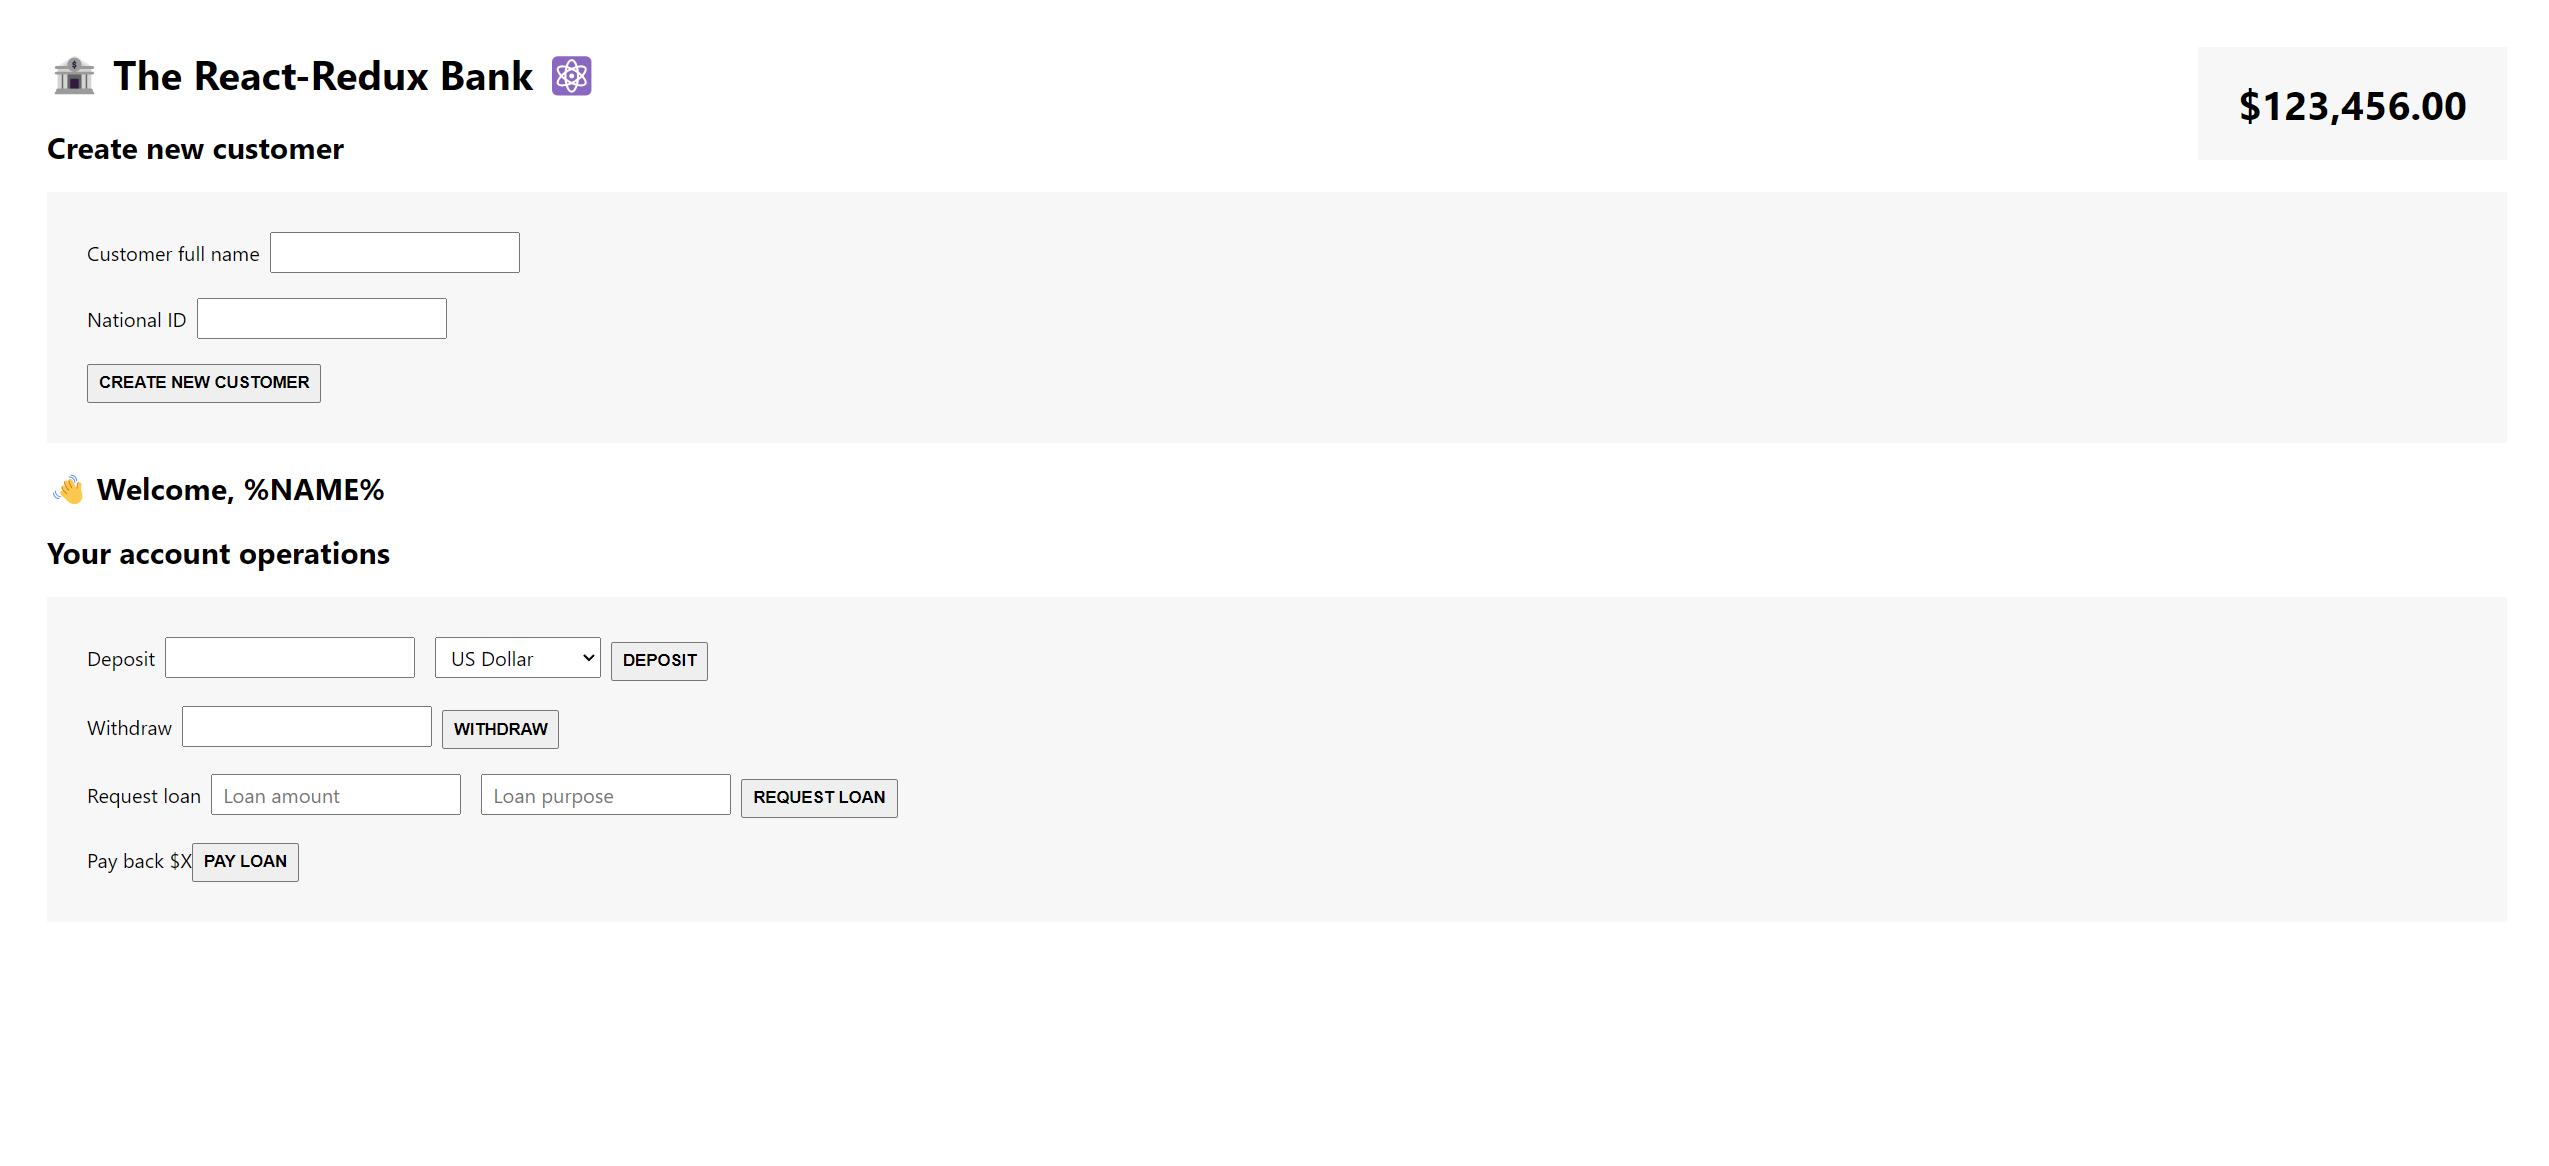 The React-Redux Bank
$123,456.00
Create new customer
Customer full name
National ID
CREATE NEW CUSTOMER
Welcome, %NAME%
Your account operations
Deposit US Dollar DEPOSIT
Withdraw WITHDRAW
Request loan Loan amount Loan purpose REQUEST LOAN
Pay back $X PAY LOAN